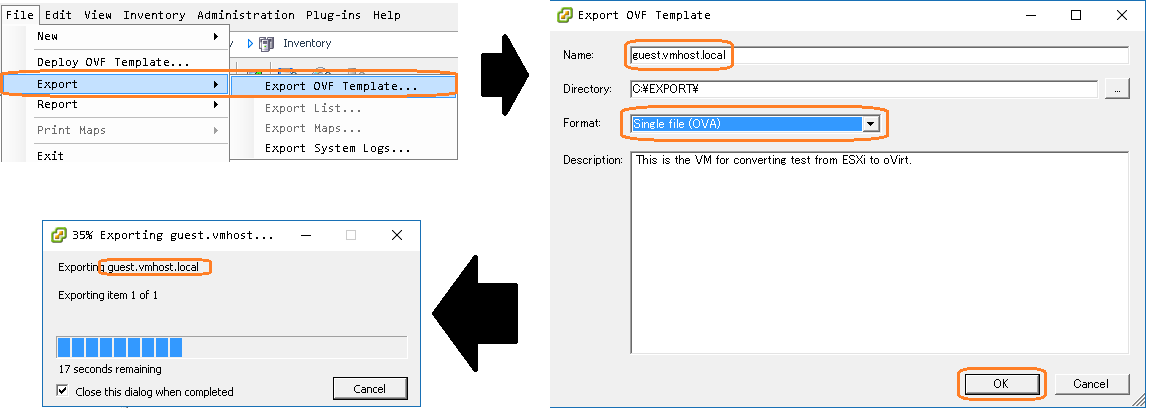 File Edit View Inventory Administration Plug-ins Help
New
Inventory
Deploy OVF Template...
Export
Export OVF Template...
Report
Export List...
Print Maps
Export Maps...
Exit
Export System Logs...
Export OVF Template
Name: guest.vmhost.local
Directory: C:¥EXPORT¥ ...
Format: Single file (OVA)
Description: This is the VM for converting test from ESXi to oVirt.
OK Cancel
35% Exporting guest.vmhost...
Exporting guest.vmhost.local
Exporting item 1 of 1
17 seconds remaining
Close this dialog when completed
Cancel